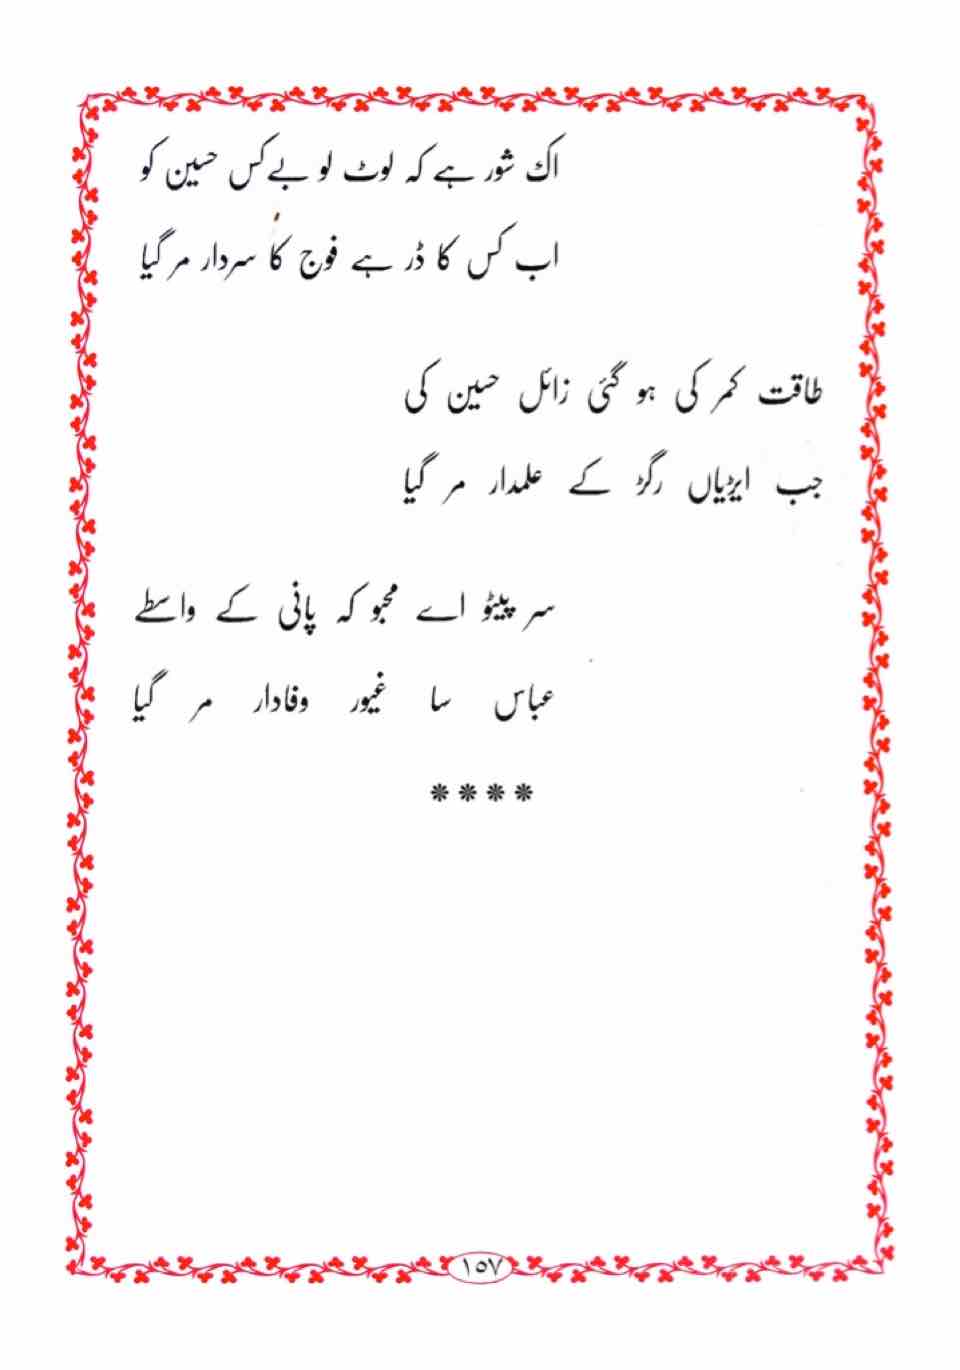 اک شور ہے کہ لوٹ لو بے کس حسین کو
اب کس کا ڈر ہے فوج کا سردار مر گیا
طاقت کمر کی ہو گئی زائل حسین کی
جب ایڑیاں رگڑ کے علمدار مر گیا
سر پیٹو اے محبو کہ پانی کے واسطے
عباس سا غیور وفادار مر گیا
****
۱۵۷